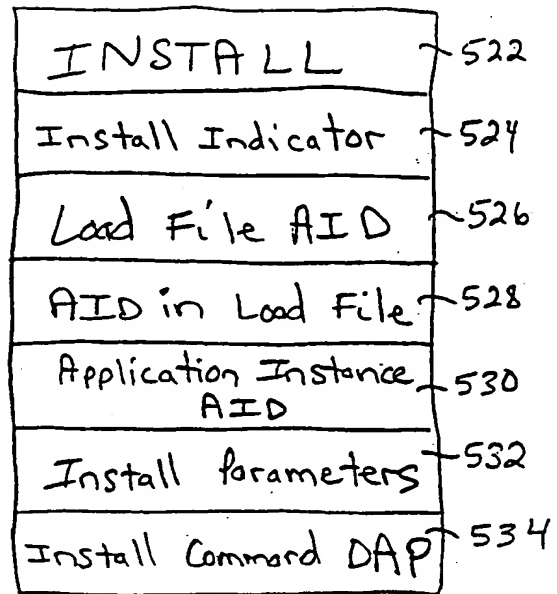 INSTALL 522
Install Indicator 524
Load File AID 526
AID in Load File 528
Application Instance
AID 530
Install Parameters 532
Install Command DAP 534